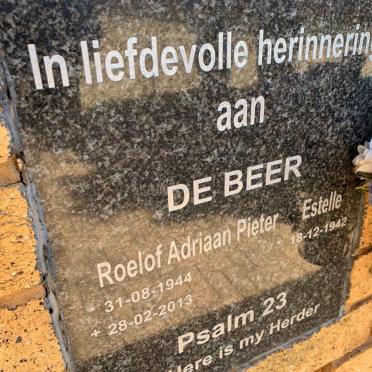 In liefdevolle herinnering
aan
DE BEER
Roelof Adriaan Pieter Estelle
* 31-08-1944 * 18-12-1942
+ 28-02-2013
Psalm 23
Here is my Herder